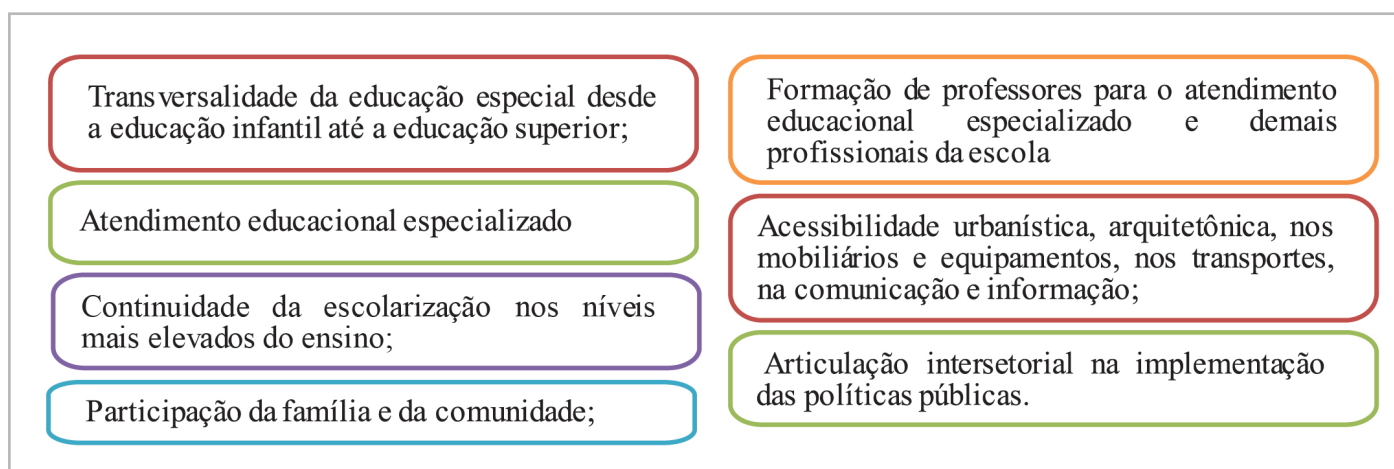 Transversalidade da educação especial desde
a educação infantil até a educação superior;
Atendimento educacional especializado
Continuidade da escolarização nos níveis
mais elevados do ensino;
Participação da família e da comunidade;
Formação de professores para o atendimento
educacional especializado e demais
profissionais da escola
Acessibilidade urbanística, arquitetônica, nos
mobiliários e equipamentos, nos transportes,
na comunicação e informação;
Articulação intersetorial na implementação
das políticas públicas.